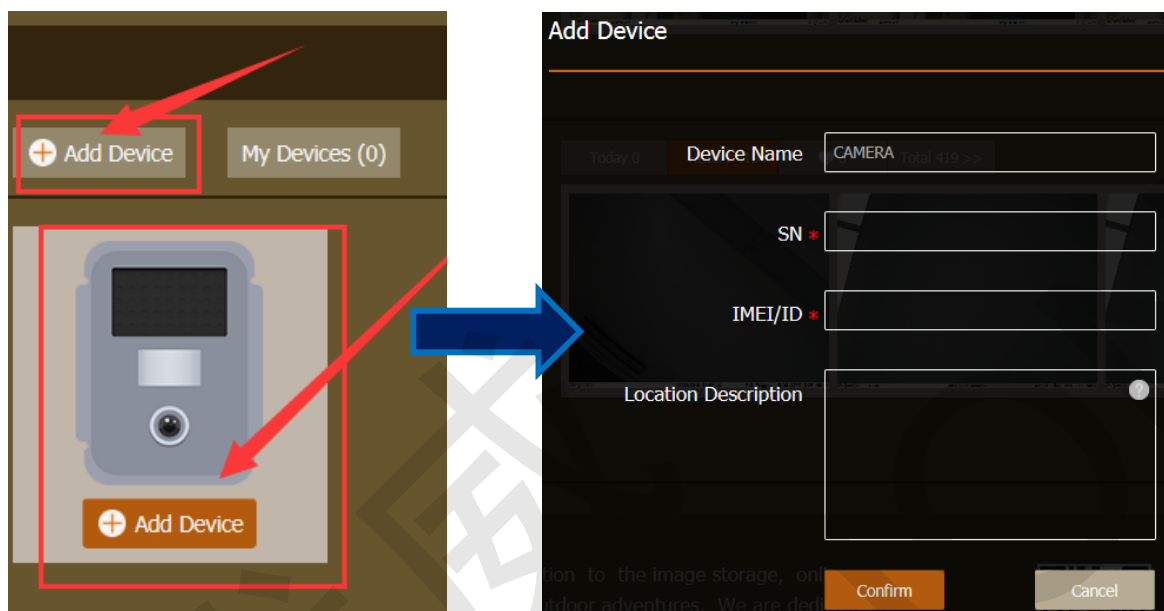 Add Device
My Devices (0)
Add Device
Add Device
Today 0
Total 419 >>
Device Name
CAMERA
SN *
IMEI/ID *
Location Description
?
tion to the image storage, onl
tdoor adventures. We are dedi
Confirm
Cancel